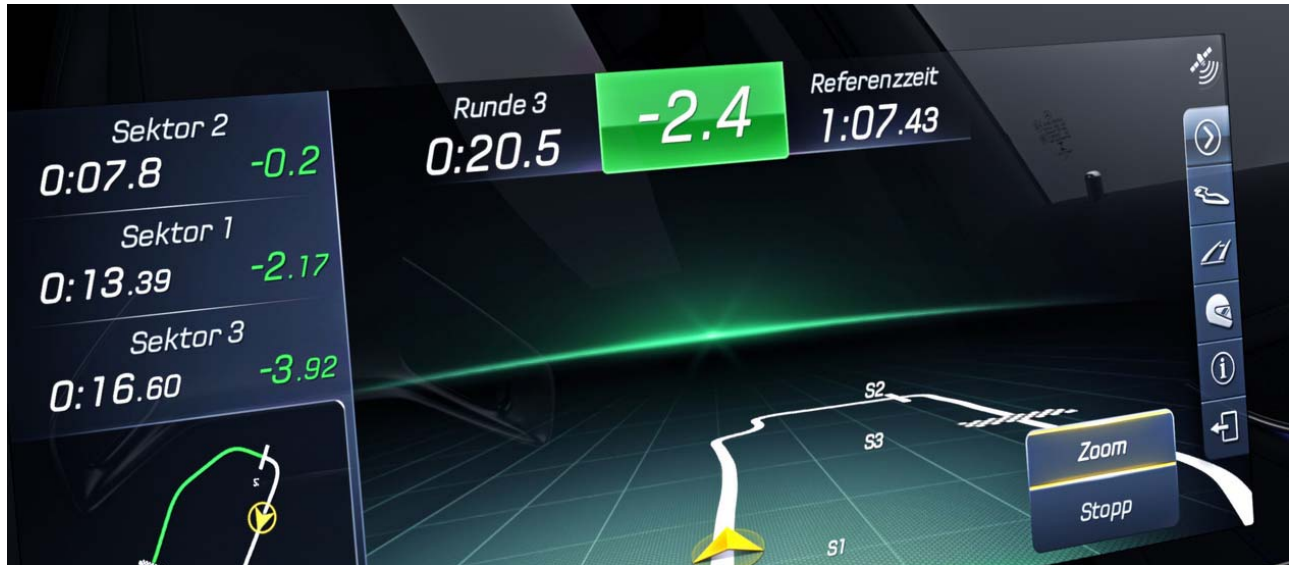 Sektor 2
0:07.8 -0.2
Sektor 1
0:13.39 -2.17
Sektor 3
0:16.60 -3.92
Runde 3
0:20.5
-2.4
Referenzzeit
1:07.43
S2
S3
S1
2
Zoom
Stopp